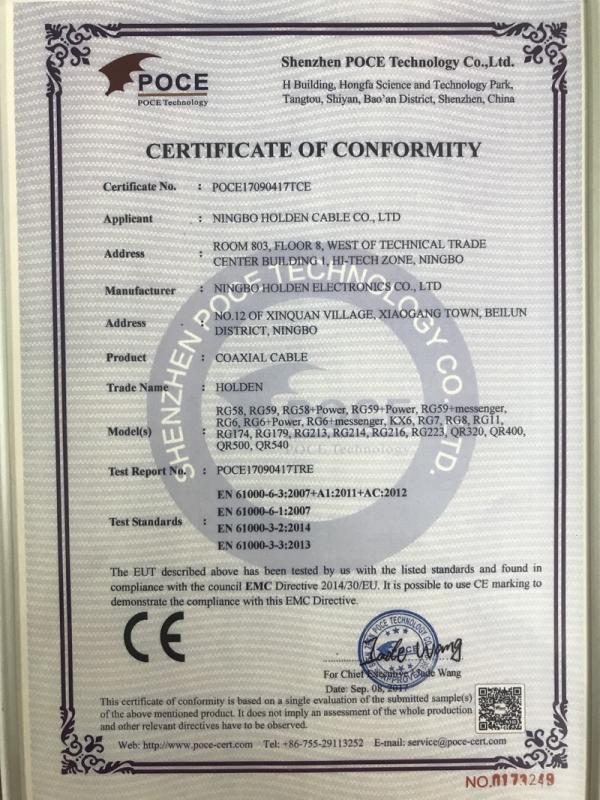 POCE
POCE Technology
Shenzhen POCE Technology Co.,Ltd.
H Building, Hongfa Science and Technology Park,
Tangtou, Shiyan, Bao'an District, Shenzhen, China
CERTIFICATE OF CONFORMITY
Certificate No. : POCE17090417TCE
Applicant : NINGBO HOLDEN CABLE CO., LTD
Address : ROOM 803, FLOOR 8, WEST OF TECHNICAL TRADE
CENTER BUILDING 1, HI-TECH ZONE, NINGBO
Manufacturer : NINGBO HOLDEN ELECTRONICS CO., LTD
Address : NO.12 OF XINQUAN VILLAGE, XIAOGANG TOWN, BEILUN
DISTRICT, NINGBO
Product : COAXIAL CABLE
Trade Name : HOLDEN
Model(s) : RG58, RG59, RG58+Power, RG59+Power, RG59+messenger,
RG6, RG6+Power, RG6+messenger, KX6, RG7, RG8, RG11,
RG174, RG179, RG213, RG214, RG216, RG223, QR320, QR400,
QR500, QR540
Test Report No. : POCE17090417TRE
Test Standards : EN 61000-6-3:2007+A1:2011+AC:2012
EN 61000-6-1:2007
EN 61000-3-2:2014
EN 61000-3-3:2013
SHENZHEN POCE TECHNOLOGY CO., LTD.
POCE
POCE Technology
The EUT described above has been tested by us with the listed standards and found in
compliance with the council EMC Directive 2014/30/EU. It is possible to use CE marking to
demonstrate the compliance with this EMC Directive.
CE
Jade Wang
For Chief Executive: Jade Wang
Date: Sep. 08, 2017
This certificate of conformity is based on a single evaluation of the submitted sample(s)
of the above mentioned product. It does not imply an assessment of the whole production
and other relevant directives have to be observed.
Web: http://www.poce-cert.com Tel: +86-755-29113252 E-mail: service@poce-cert.com
NO.0173249